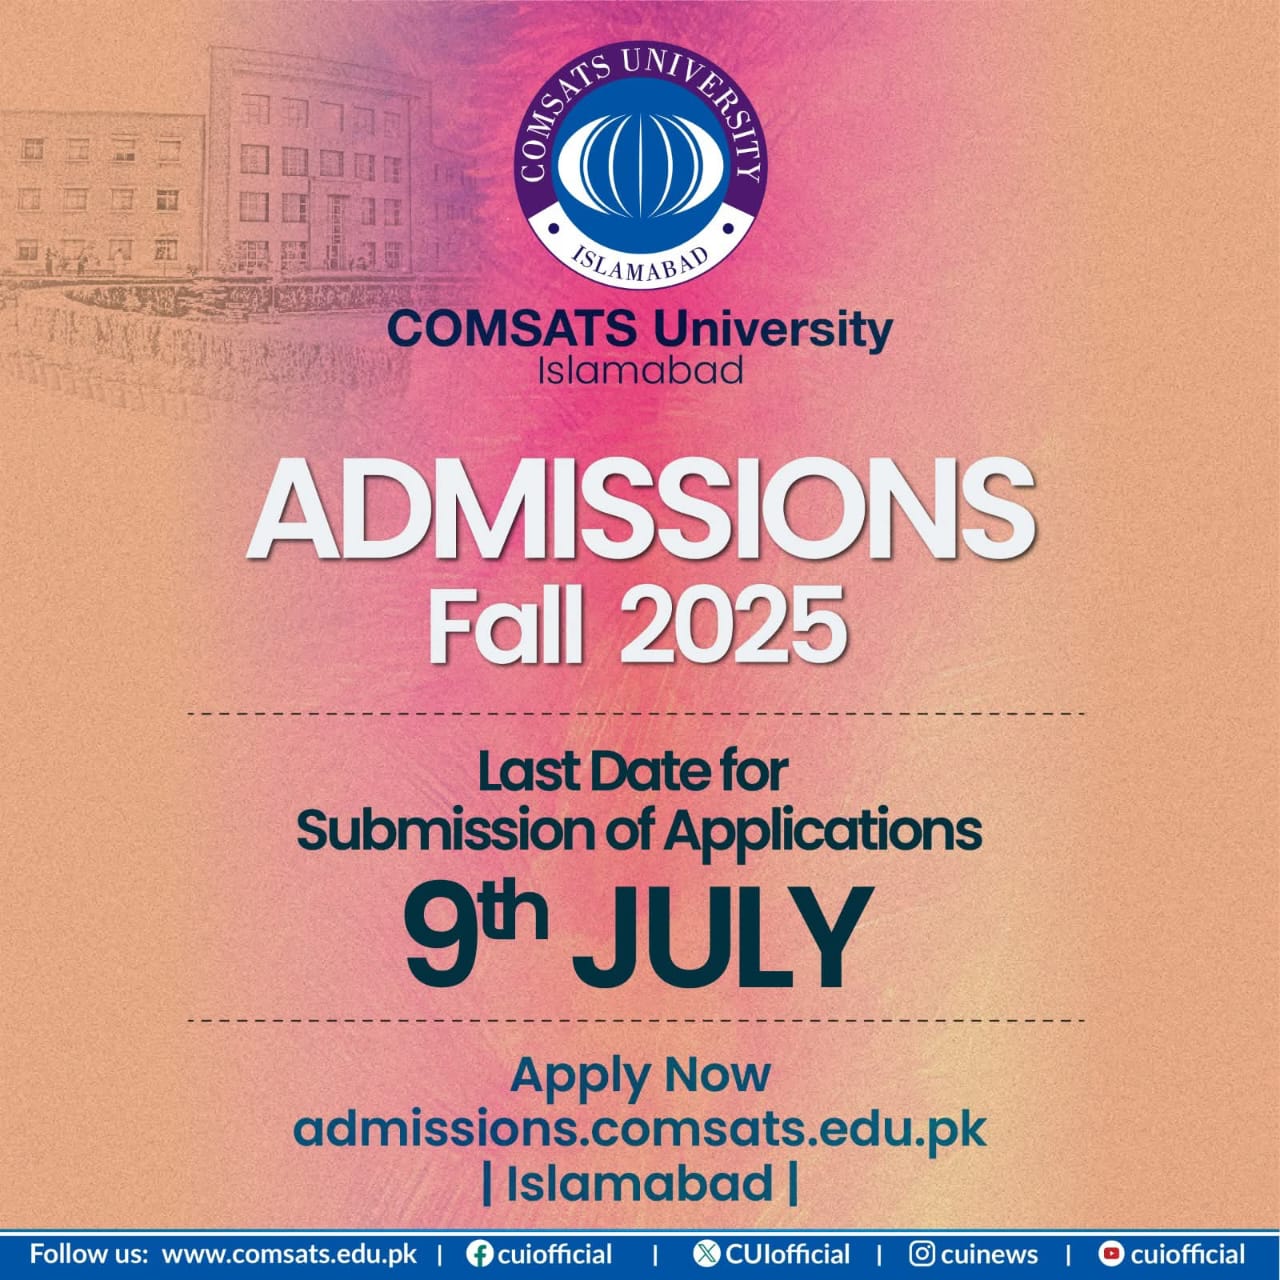 COMSATS UNIVERSITY
ISLAMABAD
COMSATS University
Islamabad
ADMISSIONS
Fall 2025
Last Date for
Submission of Applications
9th JULY
Apply Now
admissions.comsats.edu.pk
| Islamabad |
Follow us: www.comsats.edu.pk | cuiofficial | CUIofficial | cuinews | cuiofficial